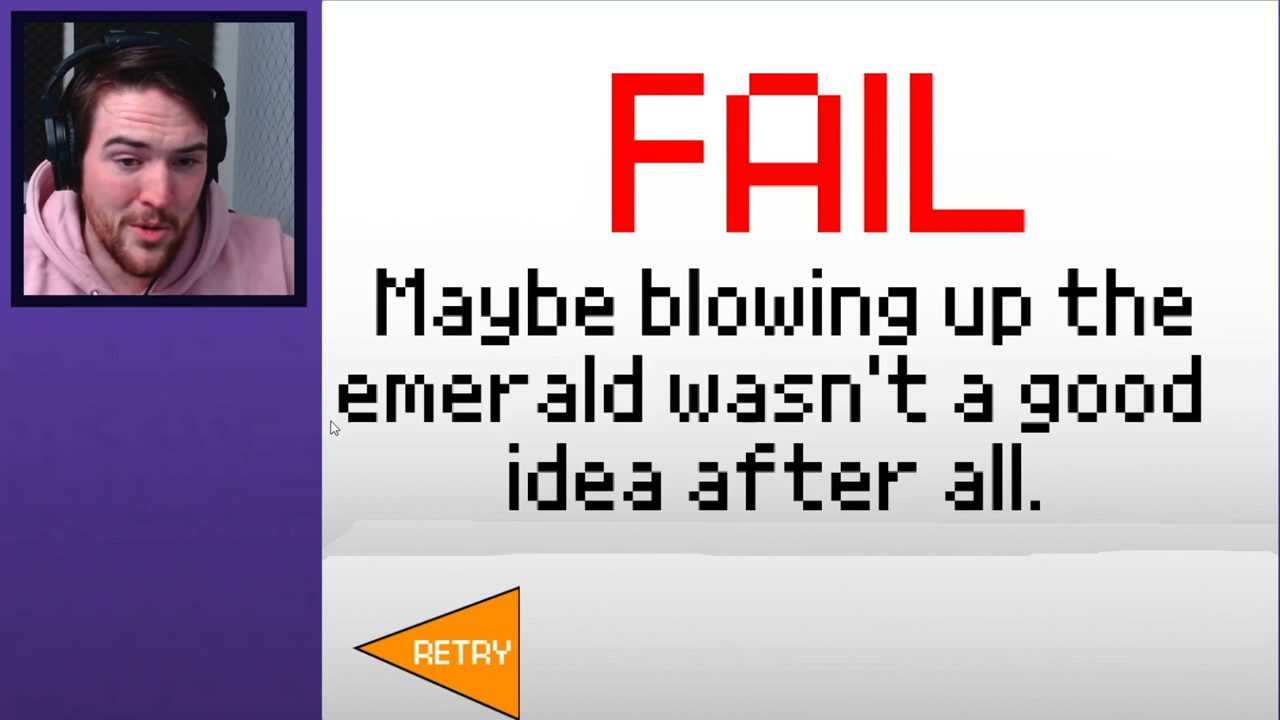 FAIL
Maybe blowing up the
emerald wasn't a good
idea after all.
RETRY